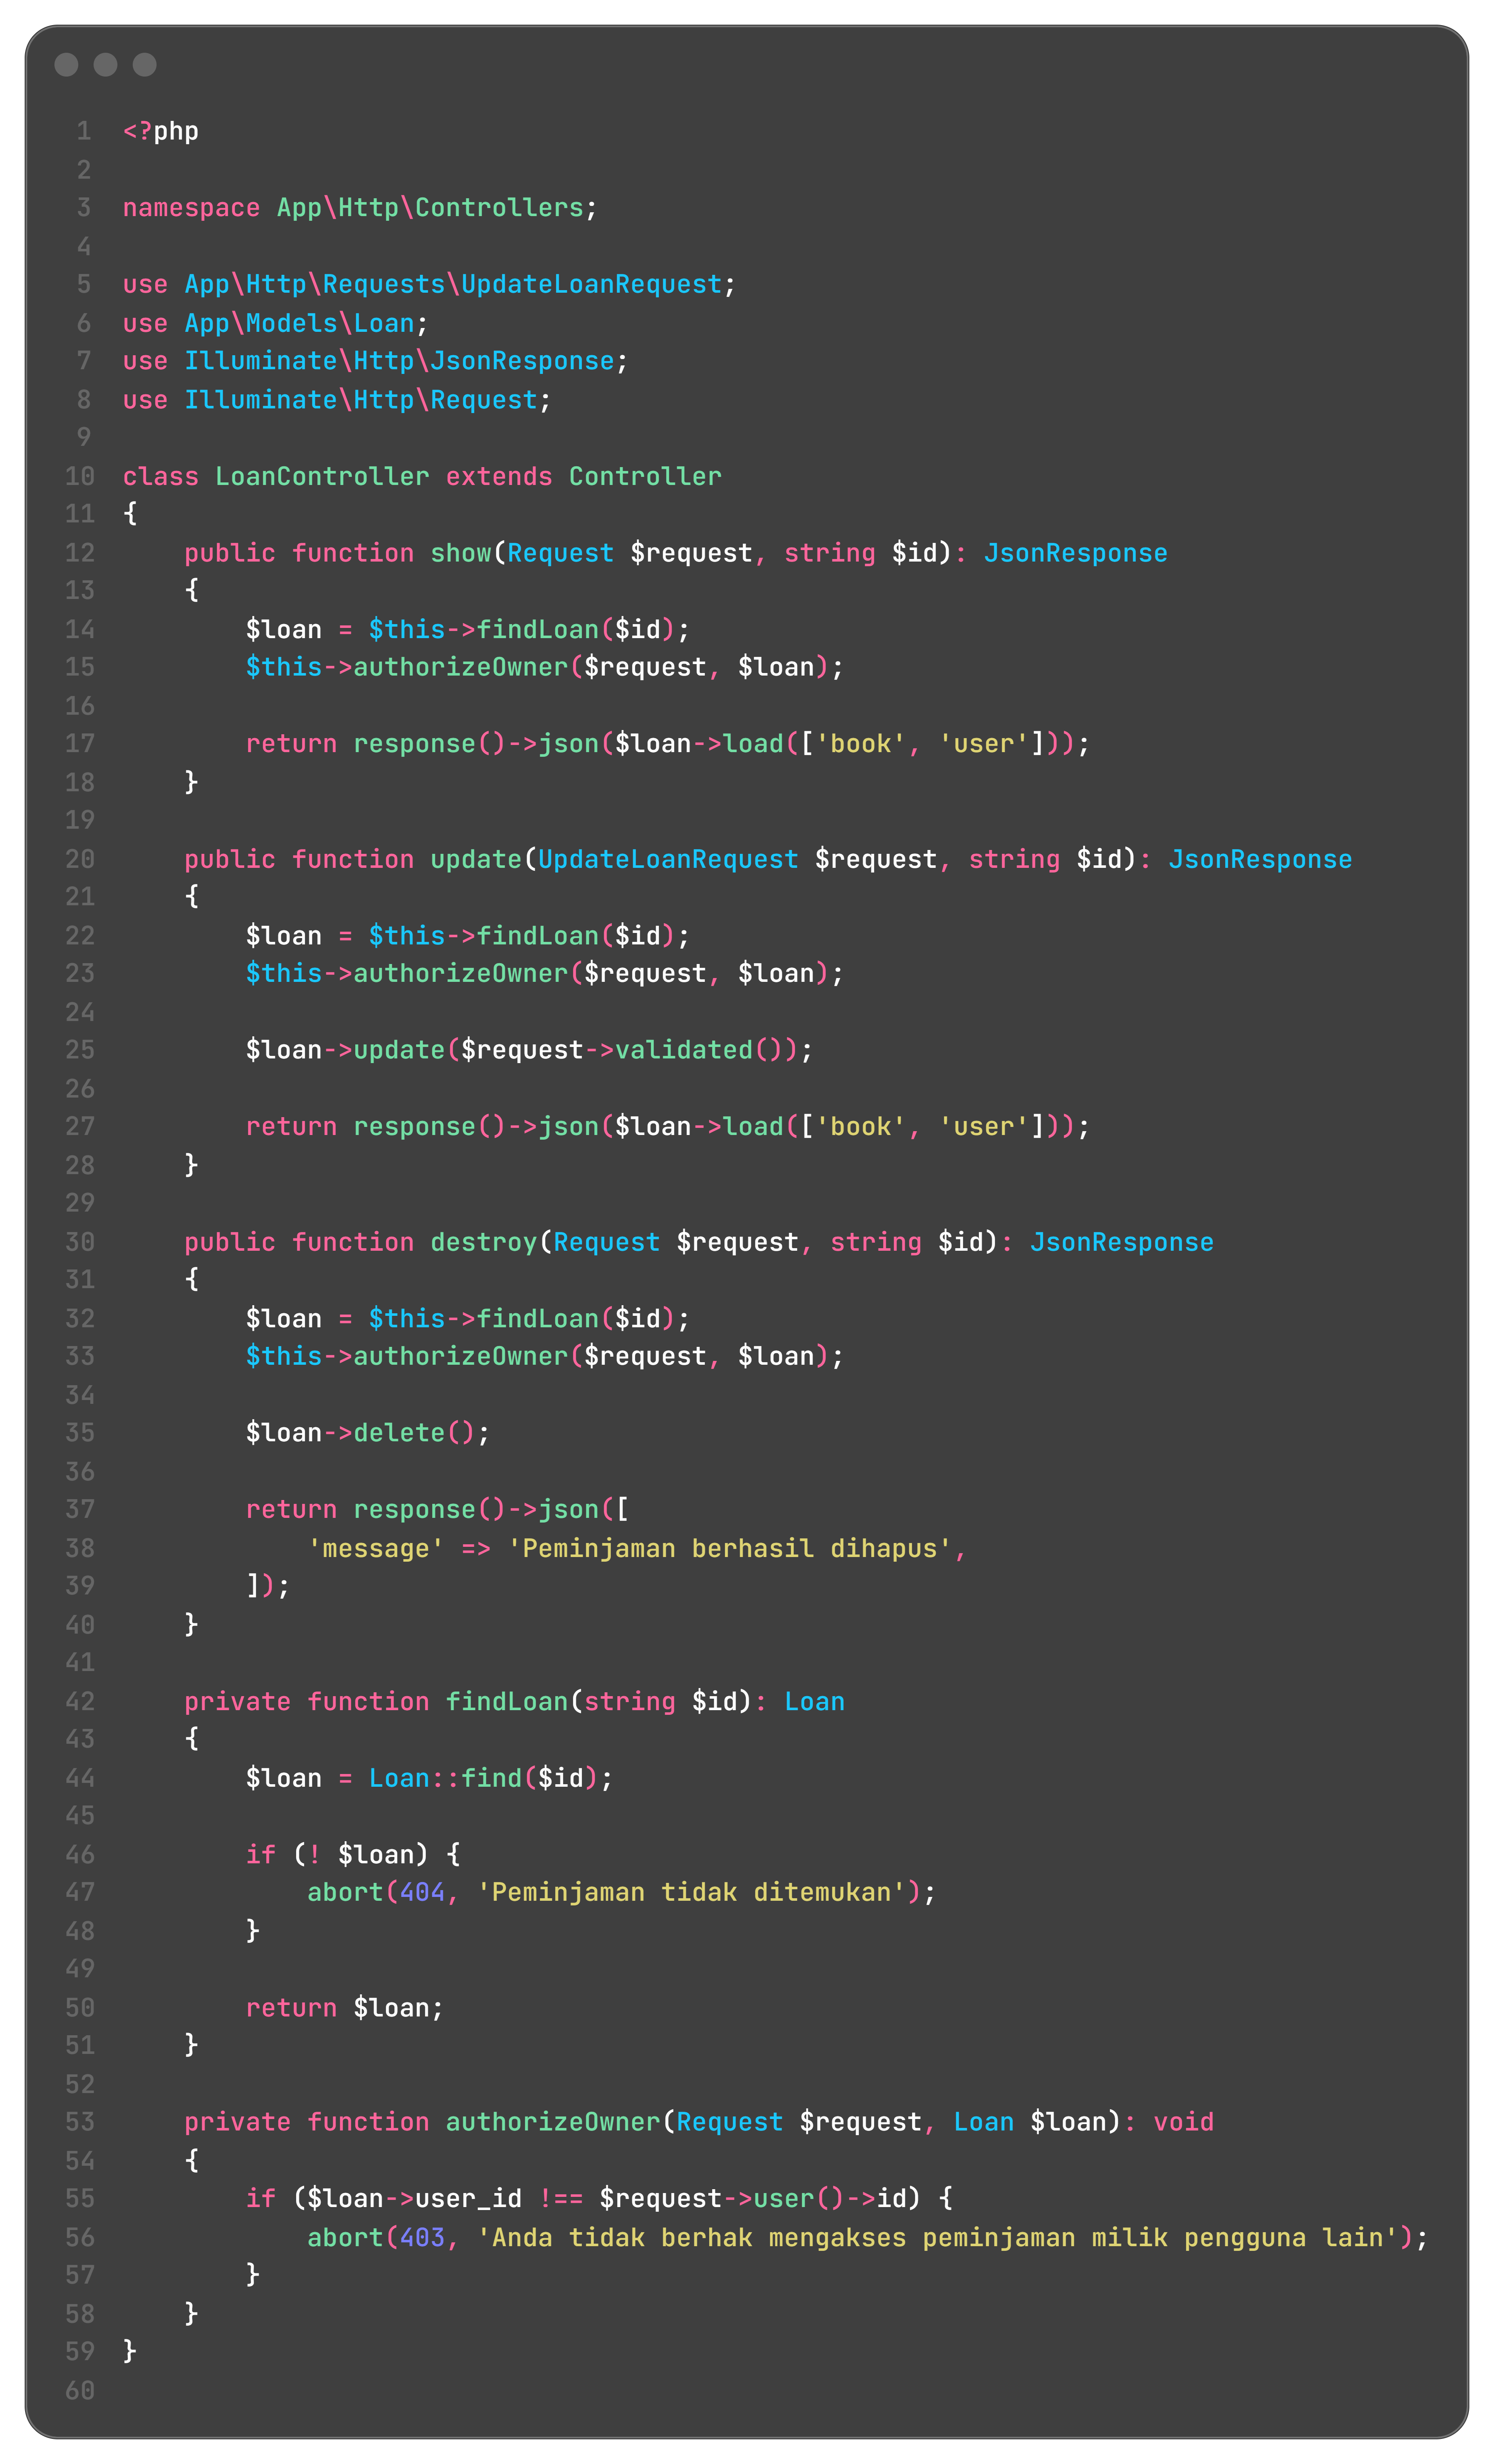 1 <?php
2
3 namespace App\Http\Controllers;
4
5 use App\Http\Requests\UpdateLoanRequest;
6 use App\Models\Loan;
7 use Illuminate\Http\JsonResponse;
8 use Illuminate\Http\Request;
9
10 class LoanController extends Controller
11 {
12     public function show(Request $request, string $id): JsonResponse
13     {
14         $loan = $this->findLoan($id);
15         $this->authorizeOwner($request, $loan);
16
17         return response()->json($loan->load(['book', 'user']));
18     }
19
20     public function update(UpdateLoanRequest $request, string $id): JsonResponse
21     {
22         $loan = $this->findLoan($id);
23         $this->authorizeOwner($request, $loan);
24
25         $loan->update($request->validated());
26
27         return response()->json($loan->load(['book', 'user']));
28     }
29
30     public function destroy(Request $request, string $id): JsonResponse
31     {
32         $loan = $this->findLoan($id);
33         $this->authorizeOwner($request, $loan);
34
35         $loan->delete();
36
37         return response()->json([
38             'message' => 'Peminjaman berhasil dihapus',
39         ]);
40     }
41
42     private function findLoan(string $id): Loan
43     {
44         $loan = Loan::find($id);
45
46         if (! $loan) {
47             abort(404, 'Peminjaman tidak ditemukan');
48         }
49
50         return $loan;
51     }
52
53     private function authorizeOwner(Request $request, Loan $loan): void
54     {
55         if ($loan->user_id !== $request->user()->id) {
56             abort(403, 'Anda tidak berhak mengakses peminjaman milik pengguna lain');
57         }
58     }
59 }
60